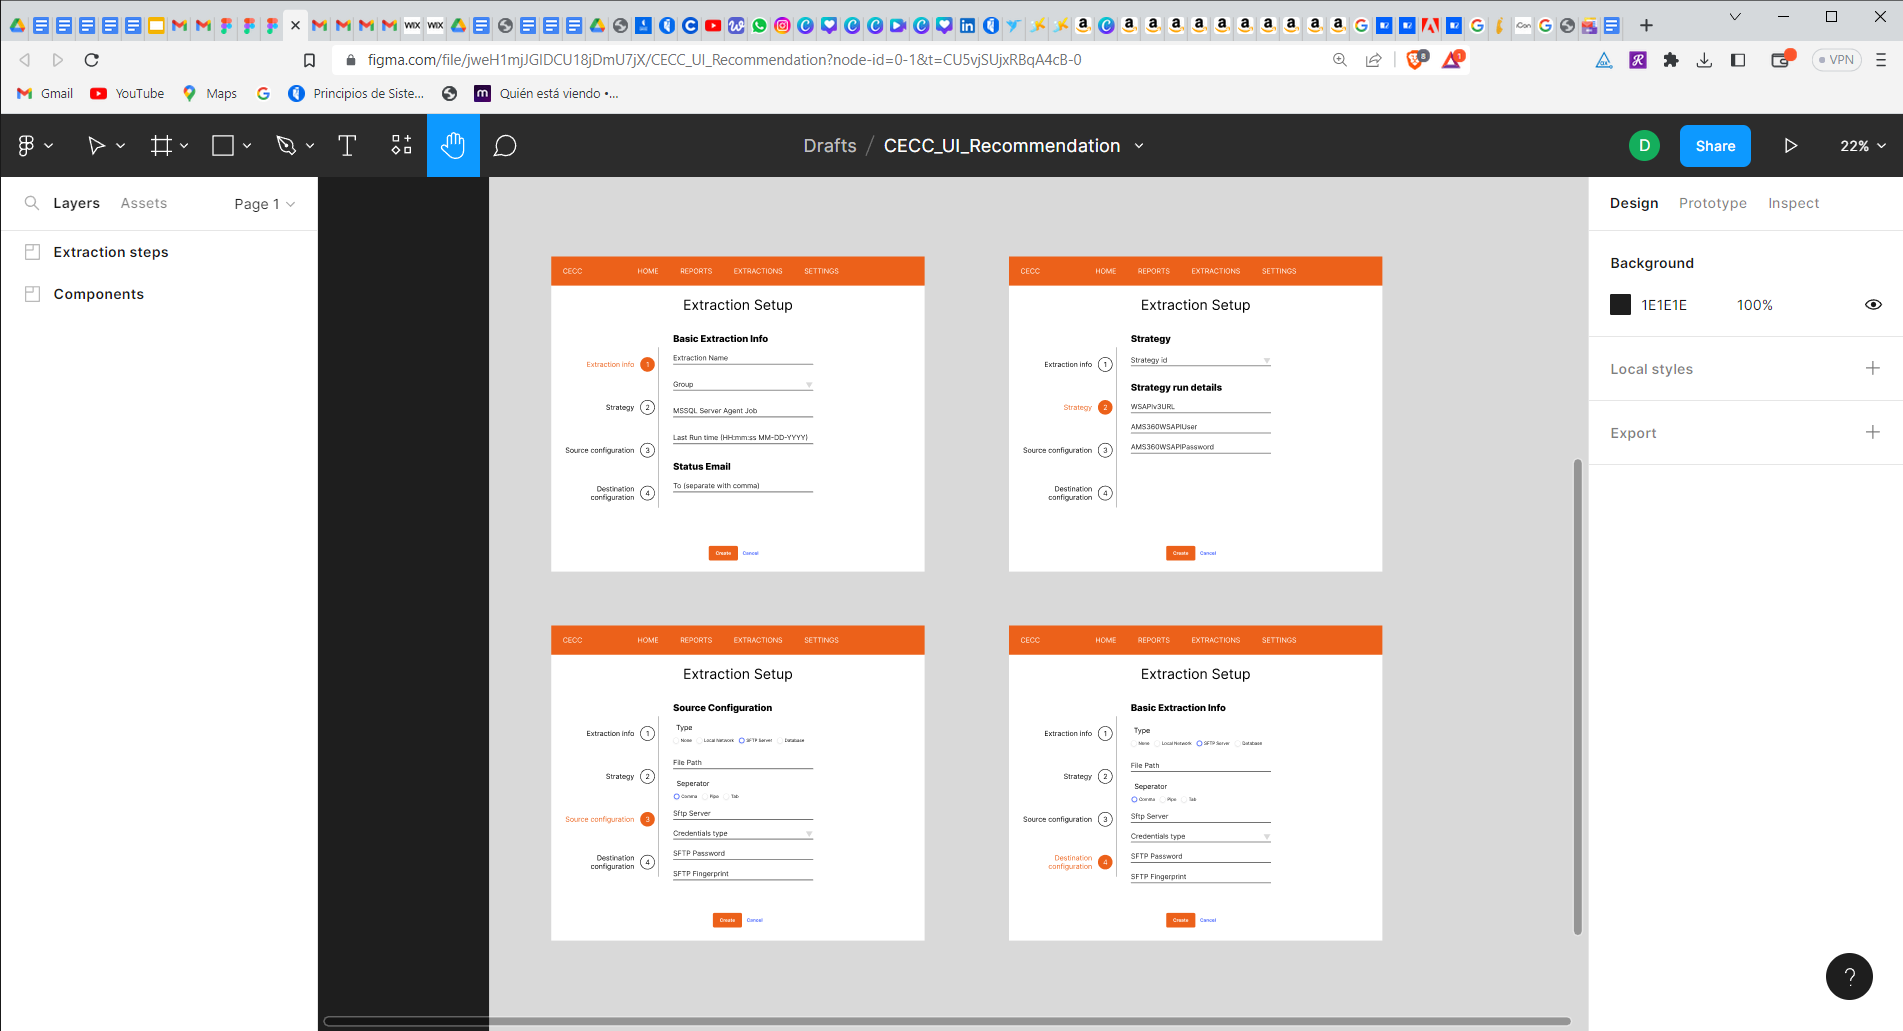 figma.com/file/jweH1mjJGIDCU18jDmU7jX/CECC_UI_Recommendation?node-id=0-1&t=CU5vjSUjxRBqA4cB-0
VPN
Gmail YouTube Maps Principios de Siste... Quién está viendo •...
Drafts / CECC_UI_Recommendation
D Share 22%
Layers Assets Page 1
Extraction steps
Components
CECC HOME REPORTS EXTRACTIONS SETTINGS
Extraction Setup
Basic Extraction Info
Extraction info 1
Strategy 2
Source configuration 3
Destination
configuration 4
Extraction Name
Group
MSSQL Server Agent Job
Last Run time (HH:mm:ss MM-DD-YYYY)
Status Email
To (separate with comma)
Create Cancel
CECC HOME REPORTS EXTRACTIONS SETTINGS
Extraction Setup
Strategy
Extraction info 1
Strategy 2
Source configuration 3
Destination
configuration 4
Strategy id
Strategy run details
WSAPIv3URL
AMS360WSAPIUser
AMS360WSAPIPassword
Create Cancel
CECC HOME REPORTS EXTRACTIONS SETTINGS
Extraction Setup
Source Configuration
Extraction info 1
Strategy 2
Source configuration 3
Destination
configuration 4
Type
None Local Network SFTP Server Database
File Path
Seperator
Comma Pipe Tab
Sftp Server
Credentials type
SFTP Password
SFTP Fingerprint
Create Cancel
CECC HOME REPORTS EXTRACTIONS SETTINGS
Extraction Setup
Basic Extraction Info
Extraction info 1
Strategy 2
Source configuration 3
Destination
configuration 4
Type
None Local Network SFTP Server Database
File Path
Seperator
Comma Pipe Tab
Sftp Server
Credentials type
SFTP Password
SFTP Fingerprint
Create Cancel
Design Prototype Inspect
Background
1E1E1E 100%
Local styles
Export
?